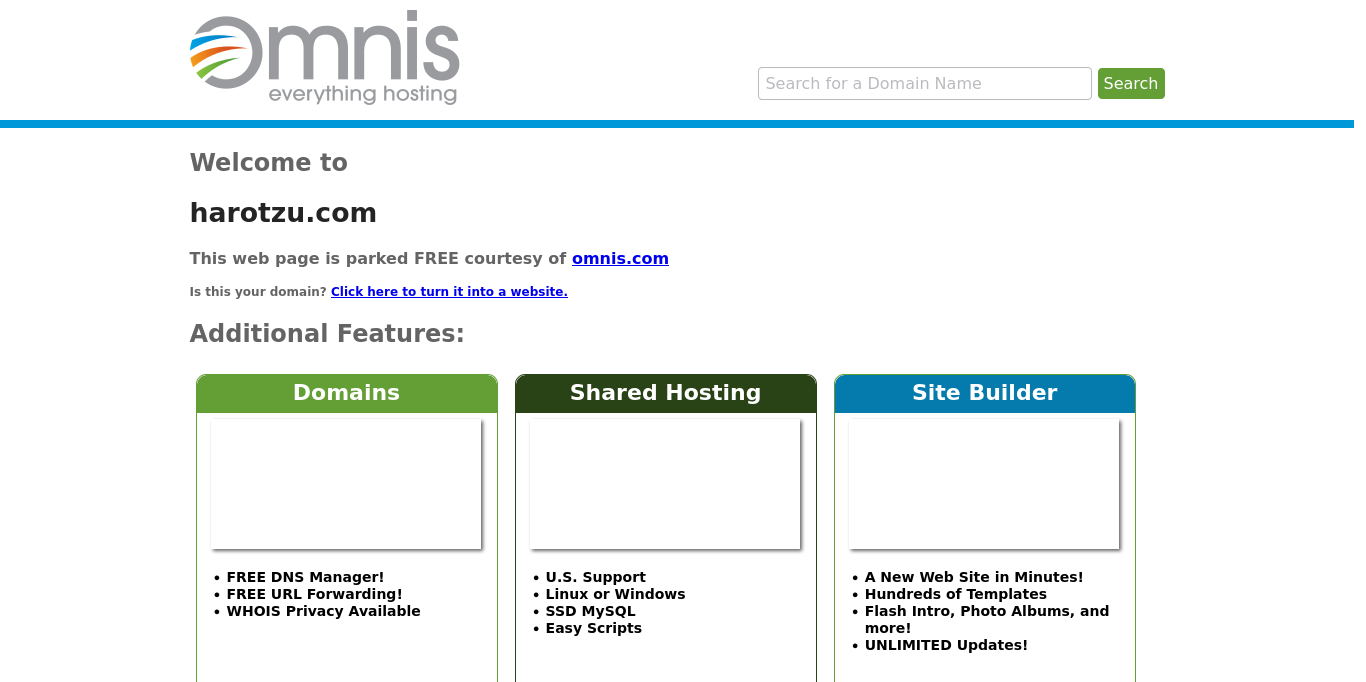 Omnis
everything hosting
Search for a Domain Name
Search
Welcome to
harotzu.com
This web page is parked FREE courtesy of omnis.com
Is this your domain? Click here to turn it into a website.
Additional Features:
Domains
• FREE DNS Manager!
• FREE URL Forwarding!
• WHOIS Privacy Available
Shared Hosting
• U.S. Support
• Linux or Windows
• SSD MySQL
• Easy Scripts
Site Builder
• A New Web Site in Minutes!
• Hundreds of Templates
• Flash Intro, Photo Albums, and
more!
• UNLIMITED Updates!